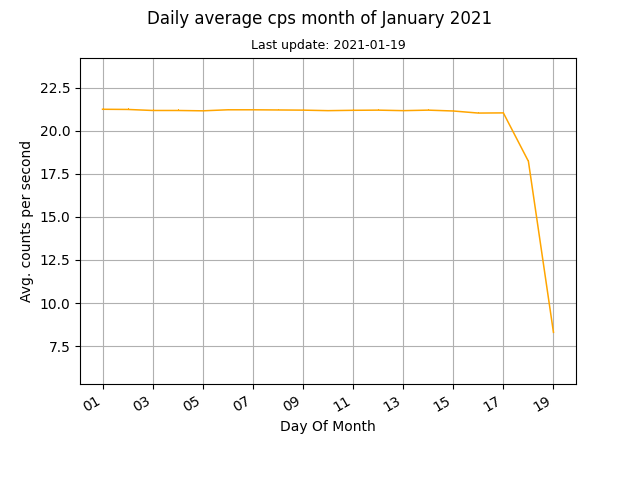 Daily average cps month of January 2021
Last update: 2021-01-19
Avg. counts per second
22.5
20.0
17.5
15.0
12.5
10.0
7.5
01 03 05 07 09 11 13 15 17 19
Day Of Month